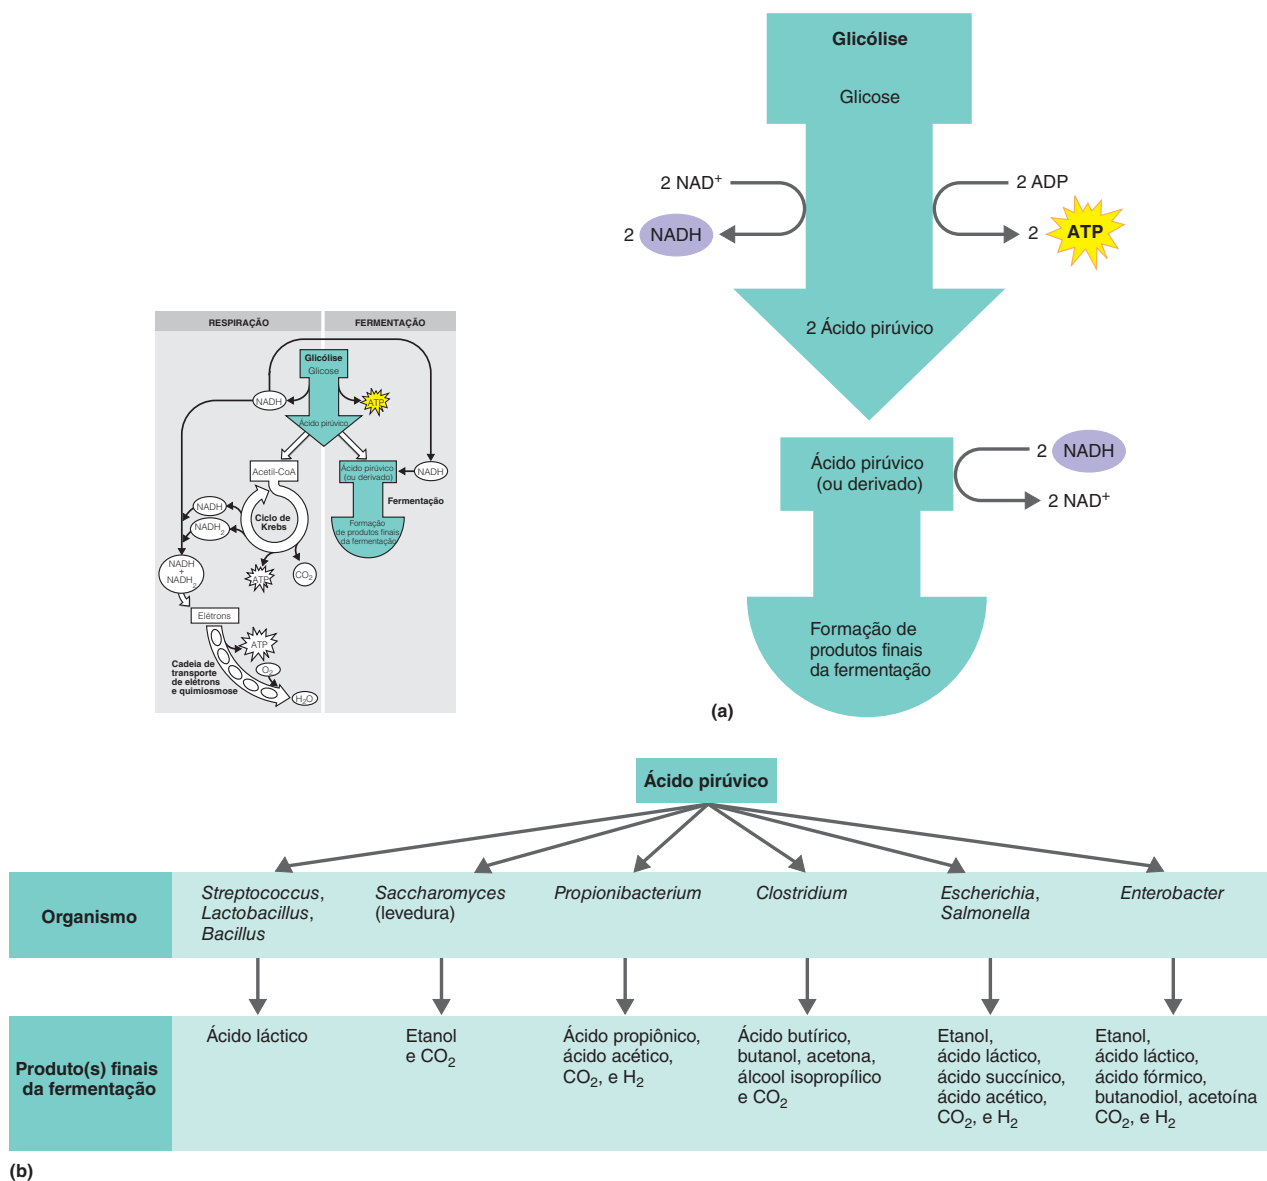 Glicólise
Glicose
2 NAD⁺
2 NADH
2 ADP
2 ATP
2 Ácido pirúvico
Ácido pirúvico
(ou derivado)
2 NADH
2 NAD⁺
Formação de
produtos finais
da fermentação
(a)
RESPIRAÇÃO
FERMENTAÇÃO
Glicólise
Glicose
NADH
ATP
Ácido pirúvico
Acetil-CoA
Ácido pirúvico
(ou derivado)
NADH
Fermentação
NADH
NADH₂
Ciclo de
Krebs
Formação
de produtos finais
da fermentação
NADH
+
NADH₂
ATP
CO₂
Elétrons
ATP
O₂
H₂O
Cadeia de
transporte
de elétrons
e quimiosmose
Ácido pirúvico
Organismo
Streptococcus,
Lactobacillus,
Bacillus
Saccharomyces
(levedura)
Propionibacterium
Clostridium
Escherichia,
Salmonella
Enterobacter
Produto(s) finais
da fermentação
Ácido láctico
Etanol
e CO₂
Ácido propiônico,
ácido acético,
CO₂, e H₂
Ácido butírico,
butanol, acetona,
álcool isopropílico
e CO₂
Etanol,
ácido láctico,
ácido succínico,
ácido acético,
CO₂, e H₂
Etanol,
ácido láctico,
ácido fórmico,
butanodiol, acetoína
CO₂, e H₂
(b)